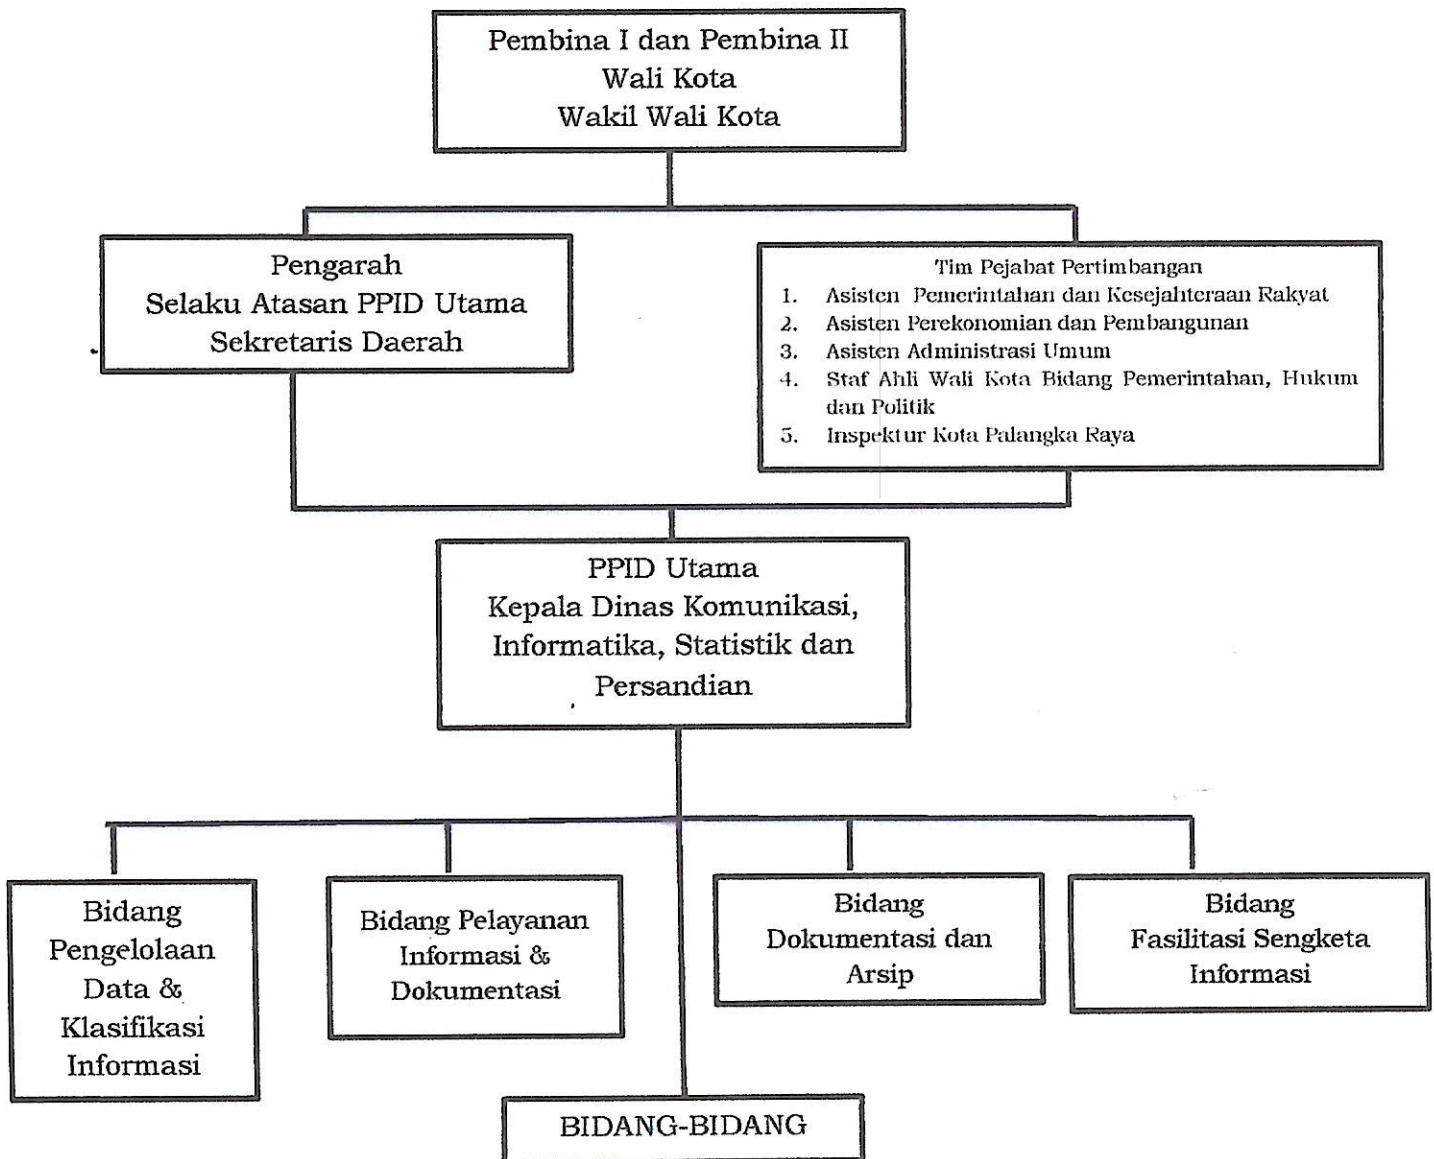 Pembina I dan Pembina II
Wali Kota
Wakil Wali Kota
Pengarah
Selaku Atasan PPID Utama
Sekretaris Daerah
Tim Pejabat Pertimbangan
1. Asisten Pemerintahan dan Kesejahteraan Rakyat
2. Asisten Perekonomian dan Pembangunan
3. Asisten Administrasi Umum
4. Staf Ahli Wali Kota Bidang Pemerintahan, Hukum
dan Politik
5. Inspektur Kota Palangka Raya
PPID Utama
Kepala Dinas Komunikasi,
Informatika, Statistik dan
Persandian
Bidang
Pengelolaan
Data &
Klasifikasi
Informasi
Bidang Pelayanan
Informasi &
Dokumentasi
Bidang
Dokumentasi dan
Arsip
Bidang
Fasilitasi Sengketa
Informasi
BIDANG-BIDANG